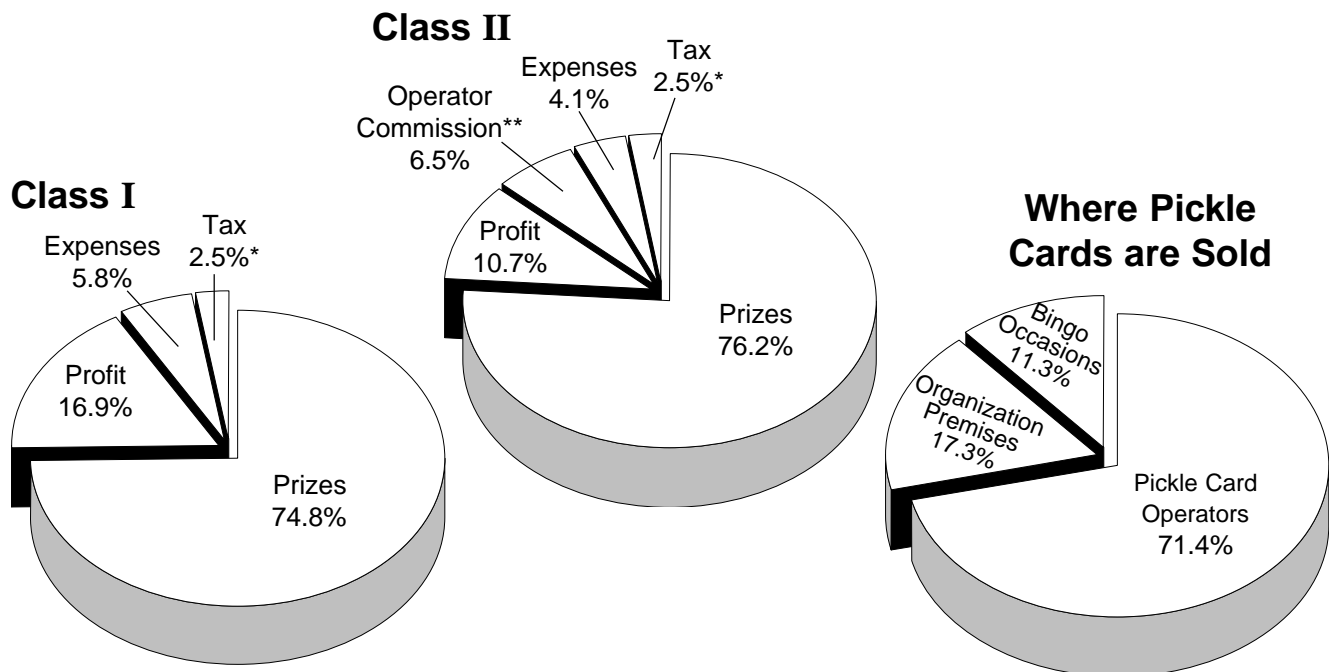 Class I
Tax
2.5%*
Expenses
5.8%
Profit
16.9%
Prizes
74.8%
Class II
Tax
2.5%*
Expenses
4.1%
Operator
Commission**
6.5%
Profit
10.7%
Prizes
76.2%
Where Pickle
Cards are Sold
Bingo
Occasions
11.3%
Organization
Premises
17.3%
Pickle Card
Operators
71.4%